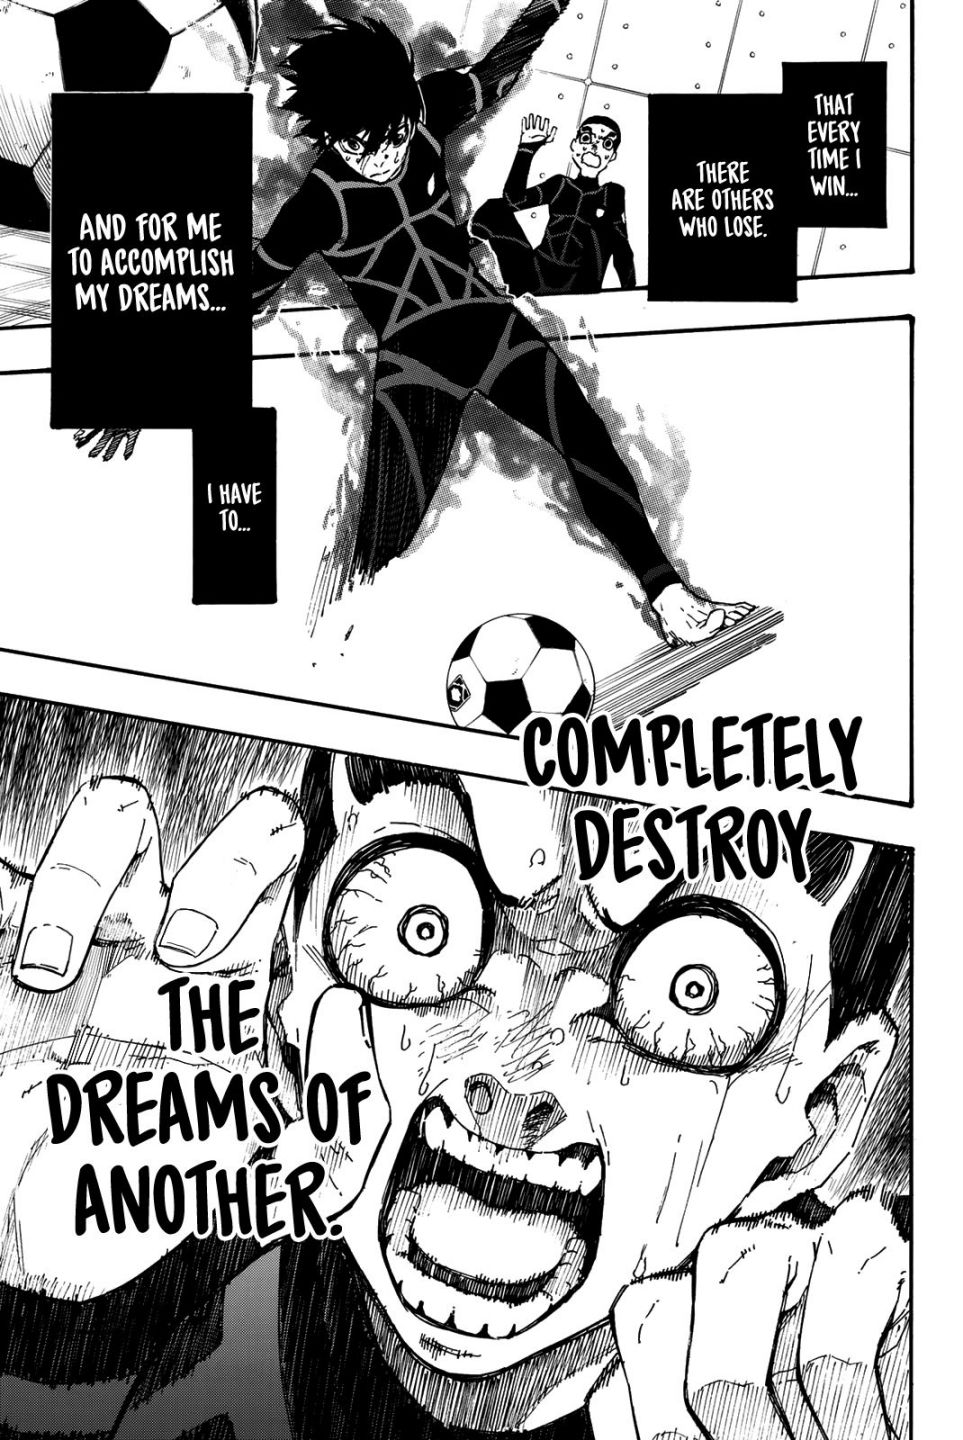 THAT
EVERY
TIME I
WIN...
THERE
ARE OTHERS
WHO LOSE.
AND FOR ME
TO ACCOMPLISH
MY DREAMS...
I HAVE
TO...
COMPLETELY
DESTROY
THE
DREAMS OF
ANOTHER.